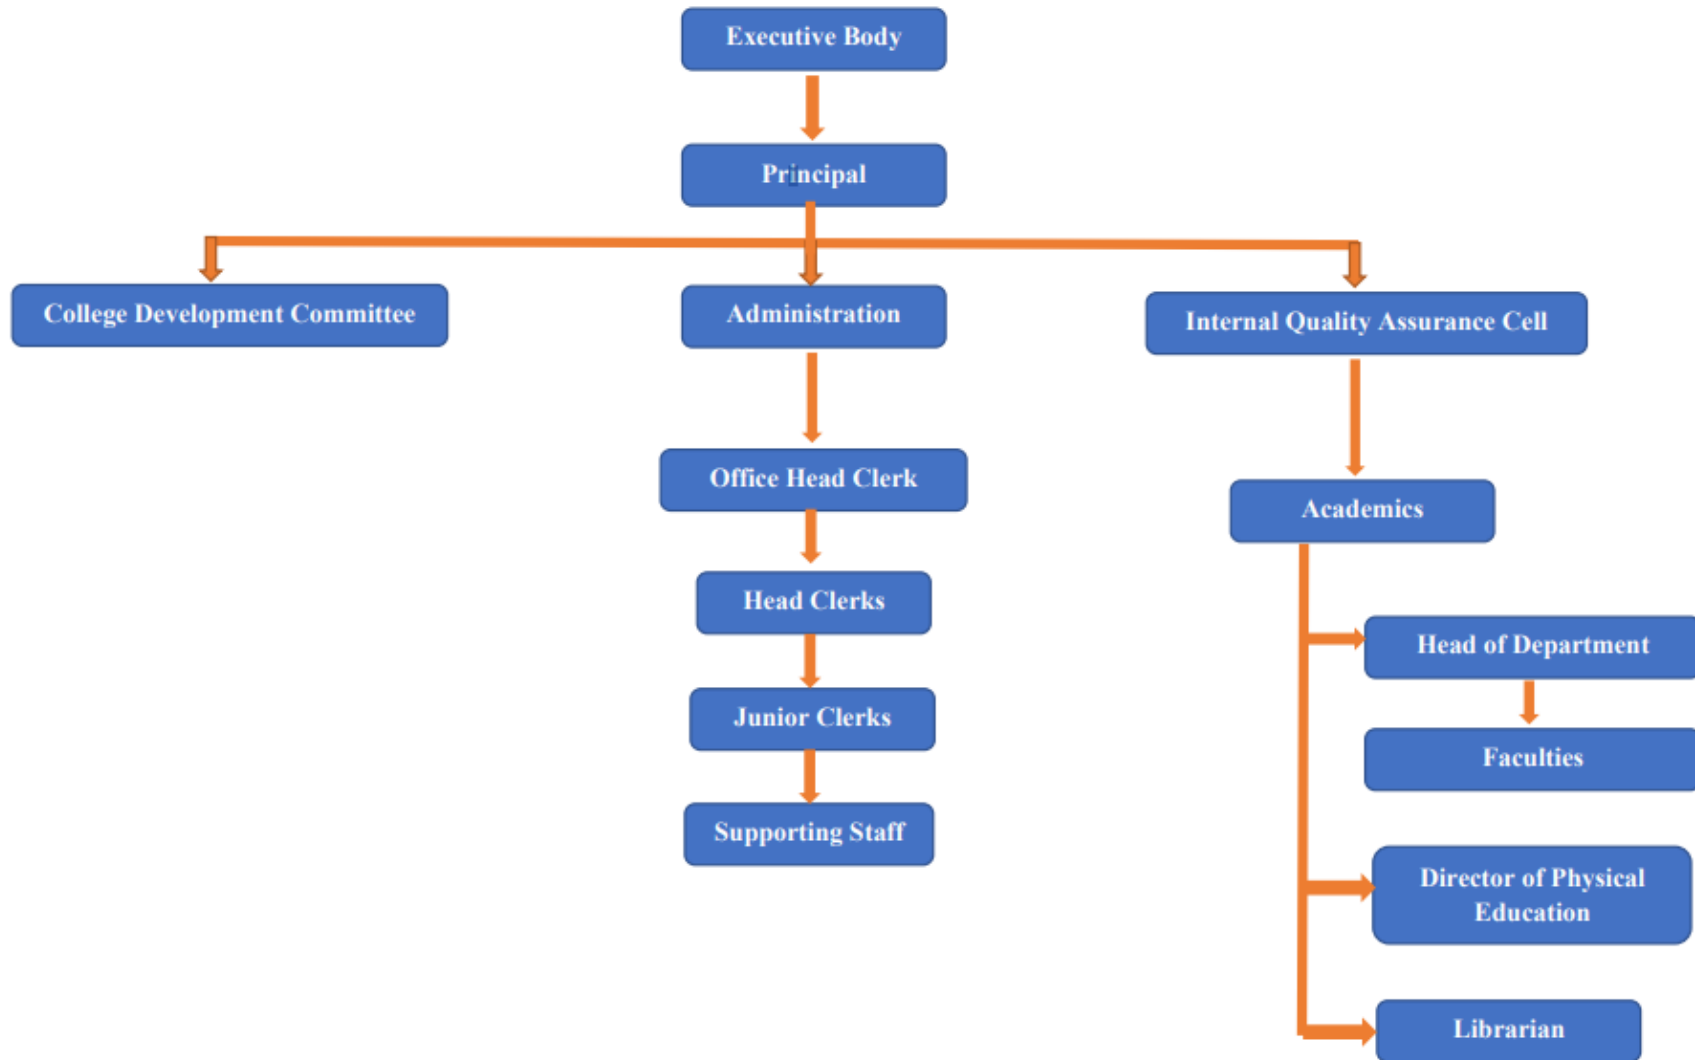 Executive Body
Principal
College Development Committee
Administration
Internal Quality Assurance Cell
Office Head Clerk
Academics
Head Clerks
Head of Department
Junior Clerks
Faculties
Supporting Staff
Director of Physical
Education
Librarian